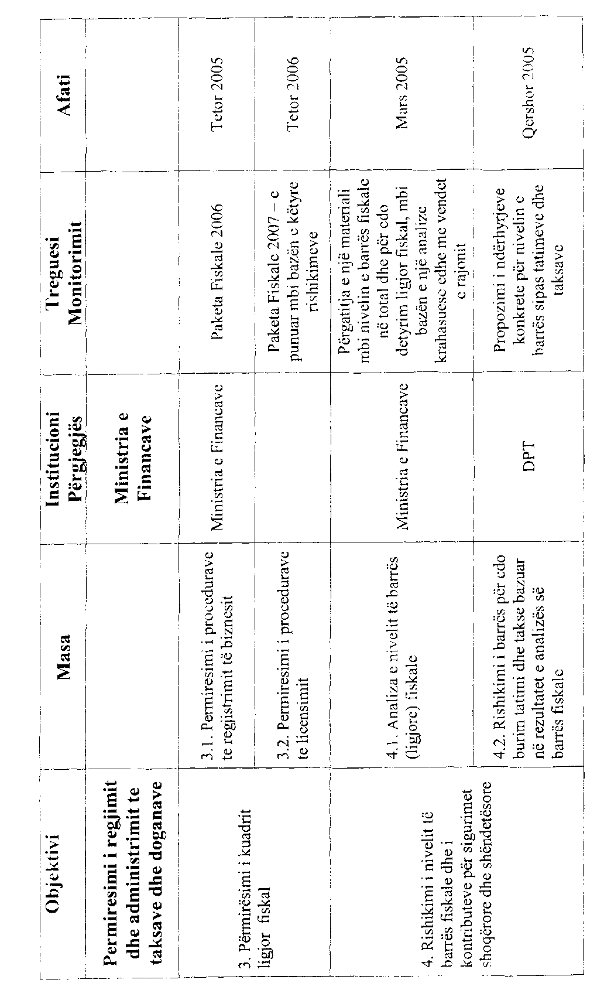 Objektivi
Masa
Institucioni
Përgjegjës
Treguesi
Monitorimit
Afati
Permiresimi i regjimit
dhe administrimit te
taksave dhe doganave
Ministria e
Financave
3. Përmirësimi i kuadrit
ligjor fiskal
3.1. Permiresimi i procedurave
te regjistrimit të biznesit
Ministria e Financave
Paketa Fiskale 2006
Tetor 2005
3.2. Permiresimi i procedurave
te licensimit
Paketa Fiskale 2007 – e
punuar mbi bazën e këtyre
rishikimeve
Tetor 2006
4. Rishikimi i nivelit të
barrës fiskale dhe i
kontributeve për sigurimet
shoqërore dhe shëndetësore
4.1. Analiza e nivelit të barrës
(ligjore) fiskale
Ministria e Financave
Përgatitja e një materiali
mbi nivelin e barrës fiskale
në total dhe për cdo
detyrim ligjor fiskal, mbi
bazën e një analize
krahasuese edhe me vendet
e rajonit
Mars 2005
4.2. Rishikimi i barrës për cdo
burim tatimi dhe takse bazuar
në rezultatet e analizës së
barrës fiskale
DPT
Propozimi i ndërhyrjeve
konkrete për nivelin e
barrës sipas tatimeve dhe
taksave
Qershor 2005